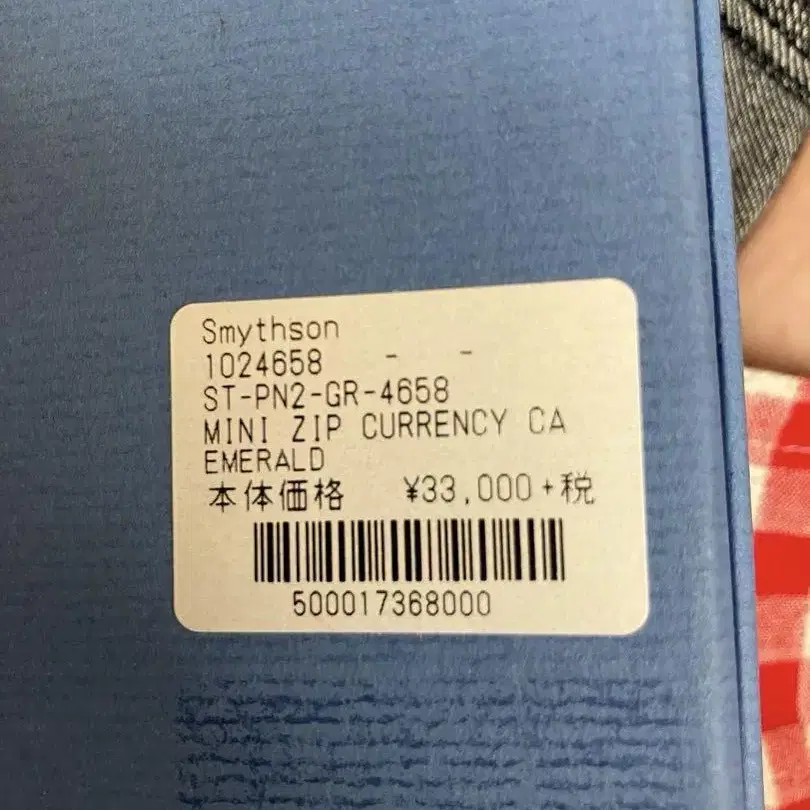 Smythson
1024658 - -
ST-PN2-GR-4658
MINI ZIP CURRENCY CA
EMERALD
本体価格 ¥33,000+税
500017368000